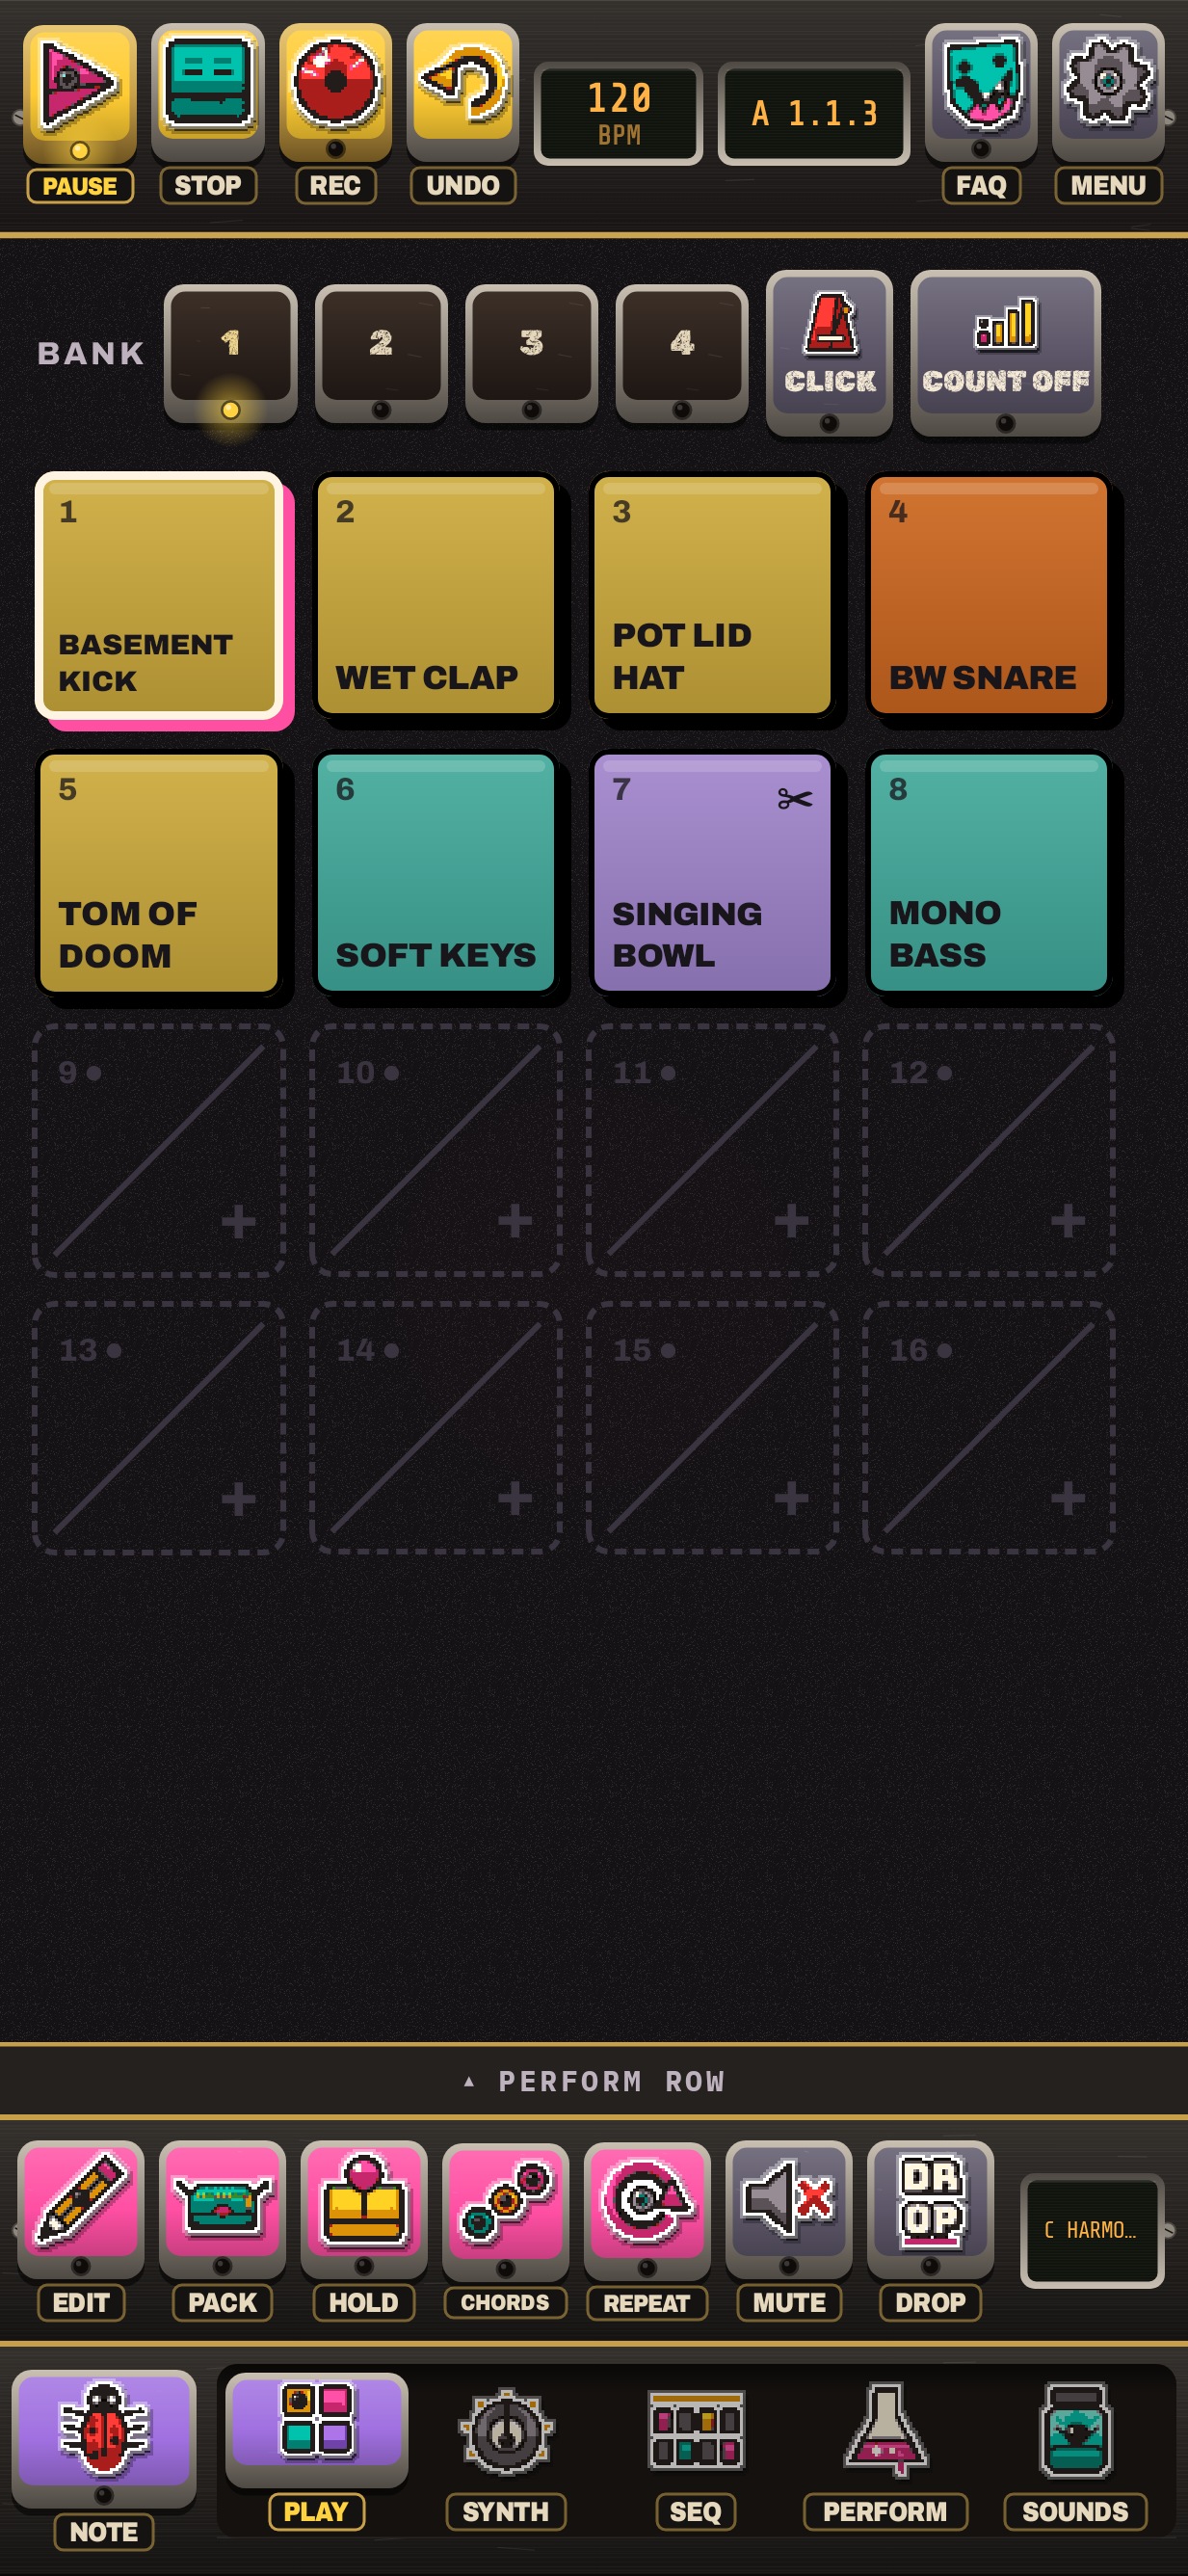 120
BPM
A 1.1.3
PAUSE
STOP
REC
UNDO
FAQ
MENU
BANK
1
2
3
4
CLICK
COUNT OFF
1
BASEMENT
KICK
2
WET CLAP
3
POT LID
HAT
4
BW SNARE
5
TOM OF
DOOM
6
SOFT KEYS
7
SINGING
BOWL
8
MONO
BASS
9
10
11
12
13
14
15
16
▲ PERFORM ROW
DR
OP
C HARMO…
EDIT
PACK
HOLD
CHORDS
REPEAT
MUTE
DROP
NOTE
PLAY
SYNTH
SEQ
PERFORM
SOUNDS